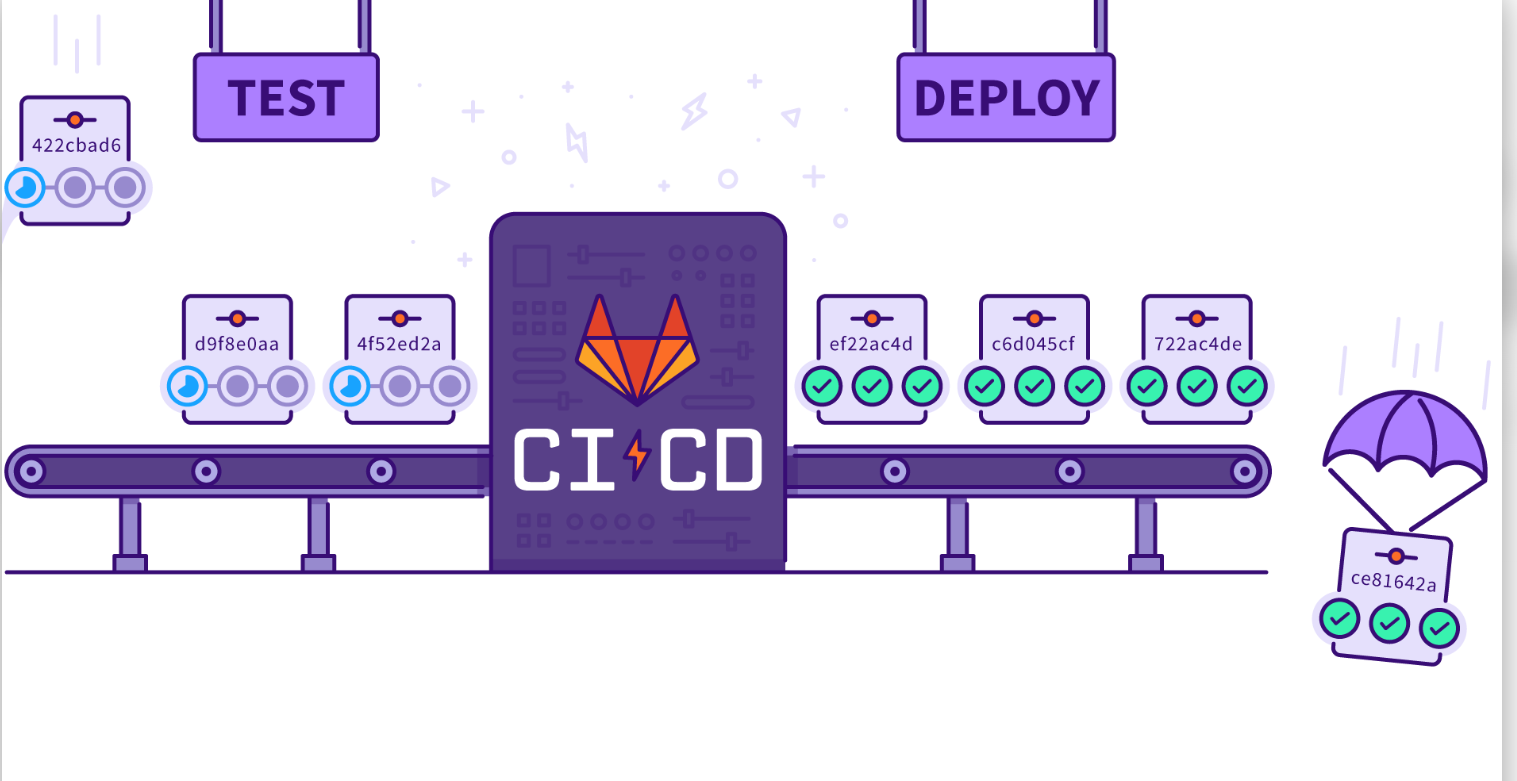 TEST
DEPLOY
422cbad6
d9f8e0aa
4f52ed2a
ef22ac4d
c6d045cf
722ac4de
CI CD
ce81642a